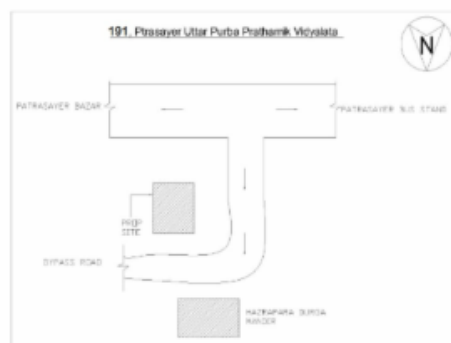 191. Ptrasayer Uttar Purba Prathamik Vidyalata
N
PATRASAYER BAZAR
PATRASAYER BUS STAND
PROP
SITE
BYPASS ROAD
HAZRAPARA DURGA
MANDIR